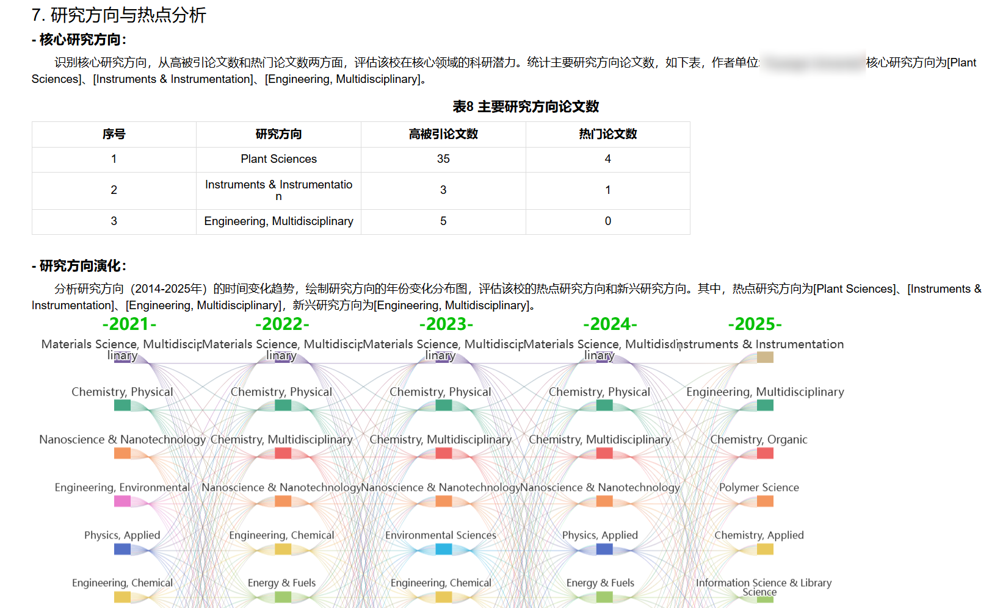 7. 研究方向与热点分析
- 核心研究方向：
识别核心研究方向，从高被引论文数和热门论文数两方面，评估该校在核心领域的科研潜力。统计主要研究方向论文数，如下表，作者单位: 核心研究方向为[Plant
Sciences]、[Instruments & Instrumentation]、[Engineering, Multidisciplinary]。
表8 主要研究方向论文数
序号 研究方向 高被引论文数 热门论文数
1 Plant Sciences 35 4
2 Instruments & Instrumentatio
n 3 1
3 Engineering, Multidisciplinary 5 0
- 研究方向演化：
分析研究方向（2014-2025年）的时间变化趋势，绘制研究方向的年份变化分布图，评估该校的热点研究方向和新兴研究方向。其中，热点研究方向为[Plant Sciences]、[Instruments &
Instrumentation]、[Engineering, Multidisciplinary]，新兴研究方向为[Engineering, Multidisciplinary]。
-2021- -2022- -2023- -2024- -2025-
Materials Science, Multidiscip Materials Science, Multidiscip Materials Science, Multidiscip Materials Science, Multidiscip Instruments & Instrumentation
linary linary linary linary
Chemistry, Physical Chemistry, Physical Chemistry, Physical Chemistry, Physical Engineering, Multidisciplinary
Nanoscience & Nanotechnology Chemistry, Multidisciplinary Chemistry, Multidisciplinary Chemistry, Multidisciplinary Chemistry, Organic
Engineering, Environmental Nanoscience & Nanotechnology Nanoscience & Nanotechnology Nanoscience & Nanotechnology Polymer Science
Physics, Applied Engineering, Chemical Environmental Sciences Physics, Applied Chemistry, Applied
Engineering, Chemical Energy & Fuels Engineering, Chemical Energy & Fuels Information Science & Library
Science